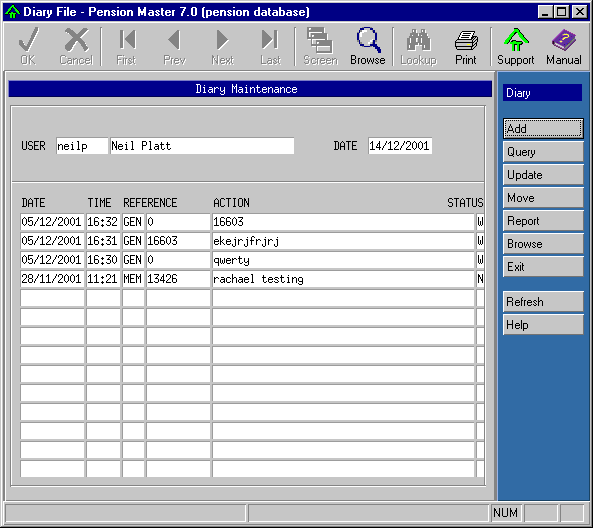 Diary File - Pension Master 7.0 (pension database)
OK Cancel First Prev Next Last Screen Browse Lookup Print Support Manual
Diary Maintenance
Diary
USER neilp Neil Platt DATE 14/12/2001
Add
Query
Update
Move
Report
Browse
Exit
Refresh
Help
DATE TIME REFERENCE ACTION STATUS
05/12/2001 16:32 GEN 0 16603 W
05/12/2001 16:31 GEN 16603 ekejrjfrjrj W
05/12/2001 16:30 GEN 0 qwerty W
28/11/2001 11:21 MEM 13426 rachael testing N
NUM